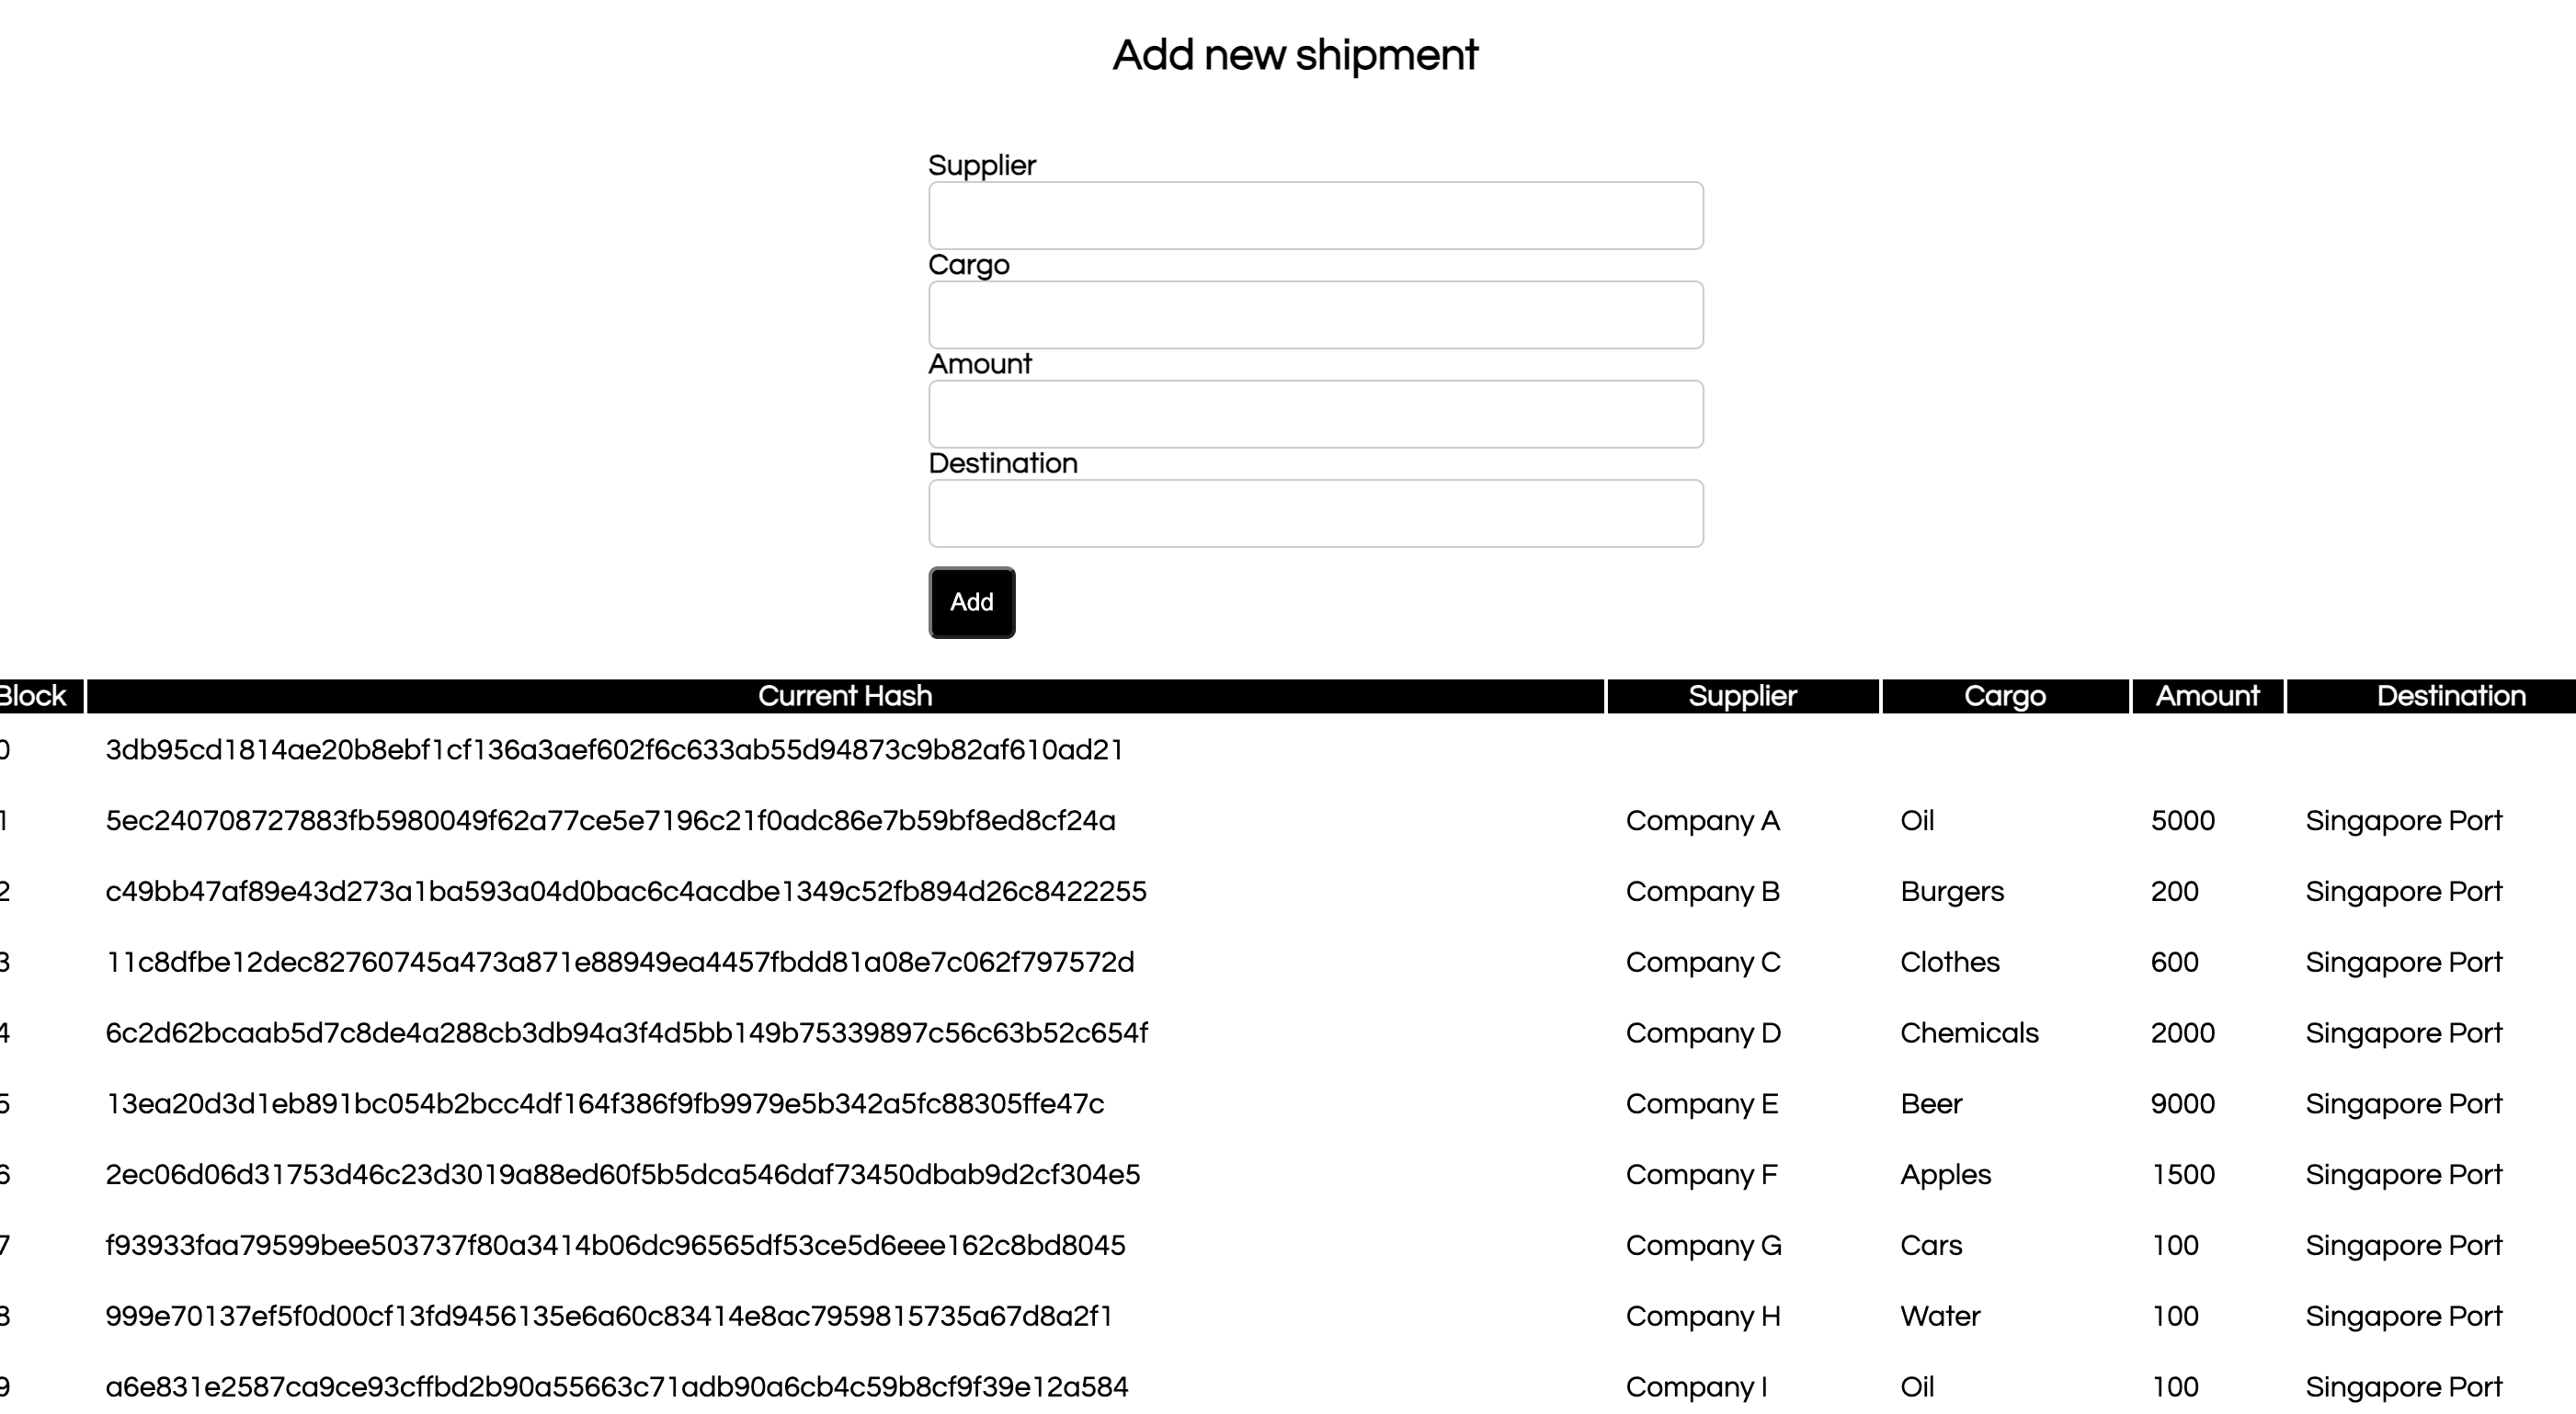 Add new shipment
Supplier
Cargo
Amount
Destination
Add
Block Current Hash Supplier Cargo Amount Destination
0 3db95cd1814ae20b8ebf1cf136a3aef602f6c633ab55d94873c9b82af610ad21
1 5ec240708727883fb5980049f62a77ce5e7196c21f0adc86e7b59bf8ed8cf24a Company A Oil 5000 Singapore Port
2 c49bb47af89e43d273a1ba593a04d0bac6c4acdbe1349c52fb894d26c8422255 Company B Burgers 200 Singapore Port
3 11c8dfbe12dec82760745a473a871e88949ea4457fbdd81a08e7c062f797572d Company C Clothes 600 Singapore Port
4 6c2d62bcaab5d7c8de4a288cb3db94a3f4d5bb149b75339897c56c63b52c654f Company D Chemicals 2000 Singapore Port
5 13ea20d3d1eb891bc054b2bcc4df164f386f9fb9979e5b342a5fc88305ffe47c Company E Beer 9000 Singapore Port
6 2ec06d06d31753d46c23d3019a88ed60f5b5dca546daf73450dbab9d2cf304e5 Company F Apples 1500 Singapore Port
7 f93933faa79599bee503737f80a3414b06dc96565df53ce5d6eee162c8bd8045 Company G Cars 100 Singapore Port
8 999e70137ef5f0d00cf13fd9456135e6a60c83414e8ac7959815735a67d8a2f1 Company H Water 100 Singapore Port
9 a6e831e2587ca9ce93cffbd2b90a55663c71adb90a6cb4c59b8cf9f39e12a584 Company I Oil 100 Singapore Port